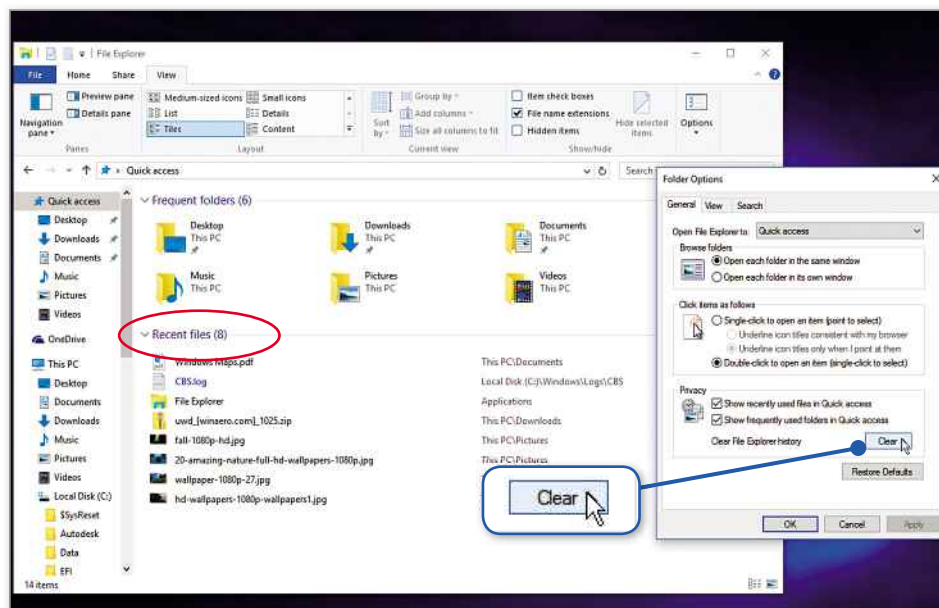 File Explorer
File Home Share View
Navigation pane
Preview pane
Details pane
Panes
Medium-sized icons Small icons
List Details
Tiles Content
Layout
Sort by
Group by
Add columns
Size all columns to fit
Current view
Item check boxes
File name extensions
Hidden items
Hide selected items
Show/hide
Options
Quick access
Search
Quick access
Desktop
Downloads
Documents
Music
Pictures
Videos
OneDrive
This PC
Desktop
Documents
Downloads
Music
Pictures
Videos
Local Disk (C:)
$SysReset
Autodesk
Data
EFI
14 items
Frequent folders (6)
Desktop
This PC
Downloads
This PC
Documents
This PC
Music
This PC
Pictures
This PC
Videos
This PC
Recent files (8)
Windows Maps.pdf This PC\Documents
CBS.log Local Disk (C:)\Windows\Logs\CBS
File Explorer Applications
uwd_[winaero.com]_1025.zip This PC\Downloads
fall-1080p-hd.jpg This PC\Pictures
20-amazing-nature-full-hd-wallpapers-1080p.jpg This PC\Pictures
wallpaper-1080p-27.jpg
hd-wallpapers-1080p-wallpapers1.jpg
Clear
Folder Options
General View Search
Open File Explorer to: Quick access
Browse folders
Open each folder in the same window
Open each folder in its own window
Click items as follows
Single-click to open an item (point to select)
Underline icon titles consistent with my browser
Underline icon titles only when I point at them
Double-click to open an item (single-click to select)
Privacy
Show recently used files in Quick access
Show frequently used folders in Quick access
Clear File Explorer history Clear
Restore Defaults
OK Cancel Apply